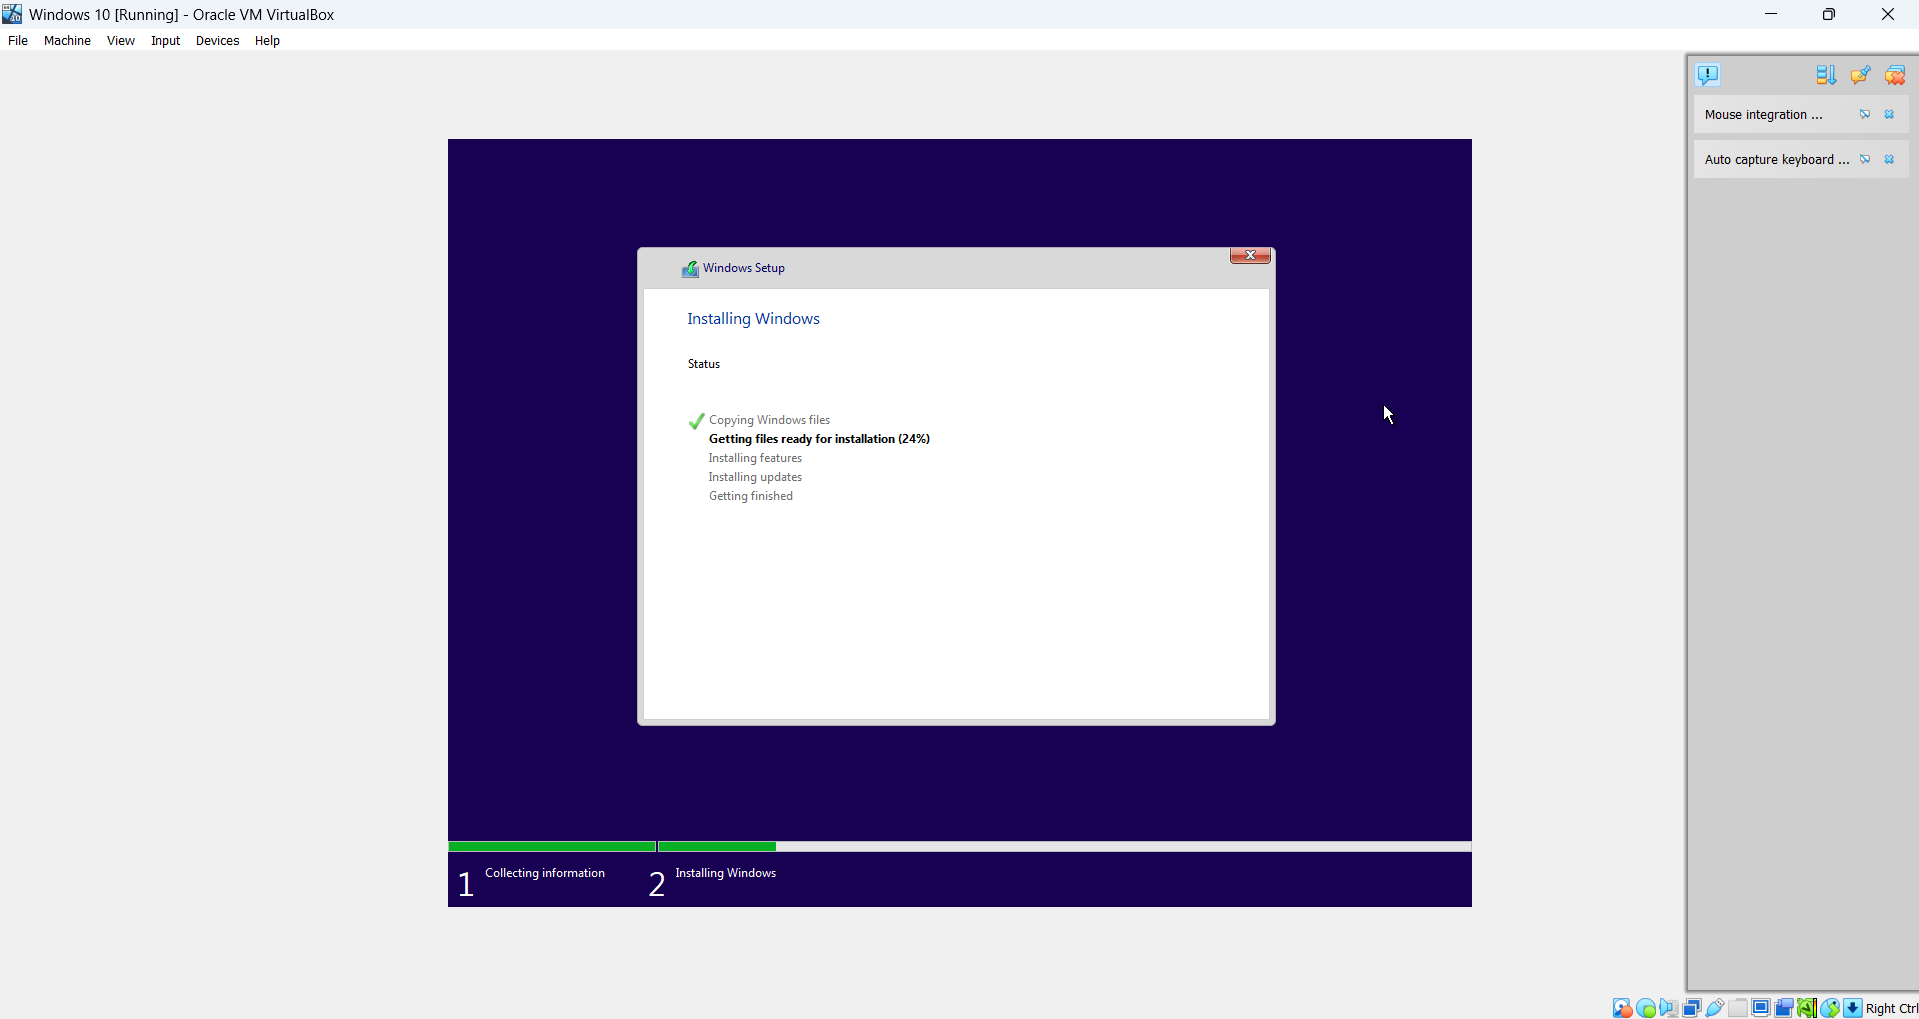 Windows 10 [Running] - Oracle VM VirtualBox
File Machine View Input Devices Help
Mouse integration ...
Auto capture keyboard ...
Windows Setup
Installing Windows
Status
Copying Windows files
Getting files ready for installation (24%)
Installing features
Installing updates
Getting finished
1 Collecting information
2 Installing Windows
Right Ctrl